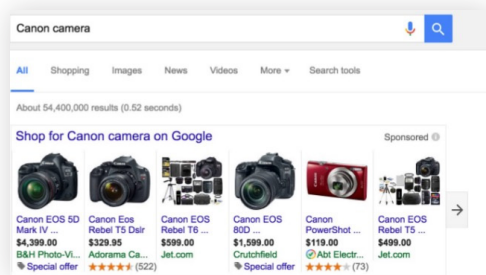 Canon camera
All Shopping Images News Videos More Search tools
About 54,400,000 results (0.52 seconds)
Shop for Canon camera on Google Sponsored
Canon EOS 5D Mark IV ...
$4,399.00
B&H Photo-Vi...
Special offer
Canon Eos Rebel T5 Dslr
$329.95
Adorama Ca...
(522)
Canon EOS Rebel T6 ...
$599.00
Jet.com
Canon EOS 80D ...
$1,599.00
Crutchfield
Special offer
Canon PowerShot ...
$119.00
Abt Electr...
(73)
Canon EOS Rebel T5 ...
$499.00
Jet.com